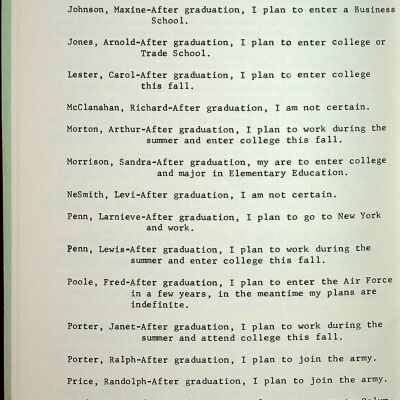 Johnson, Maxine-After graduation, I plan to enter a Business
School.
Jones, Arnold-After graduation, I plan to enter college or
Trade School.
Lester, Carol-After graduation, I plan to enter college
this fall.
McClanahan, Richard-After graduation, I am not certain.
Morton, Arthur-After graduation, I plan to work during the
summer and enter college this fall.
Morrison, Sandra-After graduation, my are to enter college
and major in Elementary Education.
NeSmith, Levi-After graduation, I am not certain.
Penn, Larnieve-After graduation, I plan to go to New York
and work.
Penn, Lewis-After graduation, I plan to work during the
summer and enter college this fall.
Poole, Fred-After graduation, I plan to enter the Air Force
in a few years, in the meantime my plans are
indefinite.
Porter, Janet-After graduation, I plan to work during the
summer and attend college this fall.
Porter, Ralph-After graduation, I plan to join the army.
Price, Randolph-After graduation, I plan to join the army.